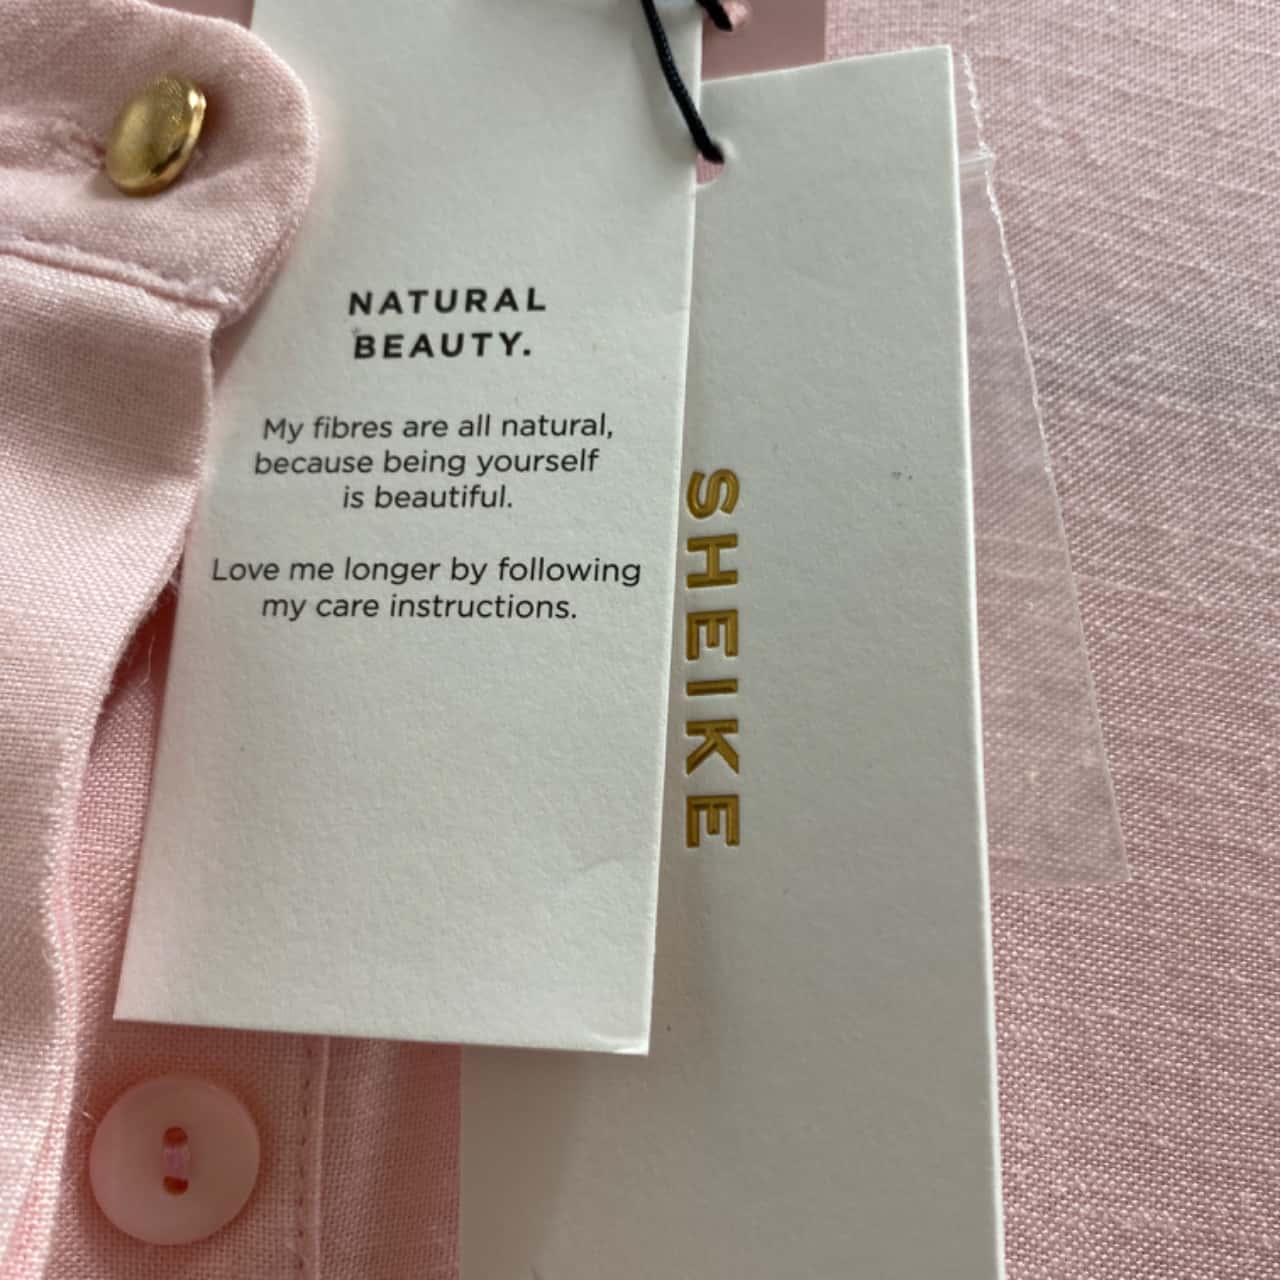 NATURAL
BEAUTY.
My fibres are all natural,
because being yourself
is beautiful.
Love me longer by following
my care instructions.
SHEIKE